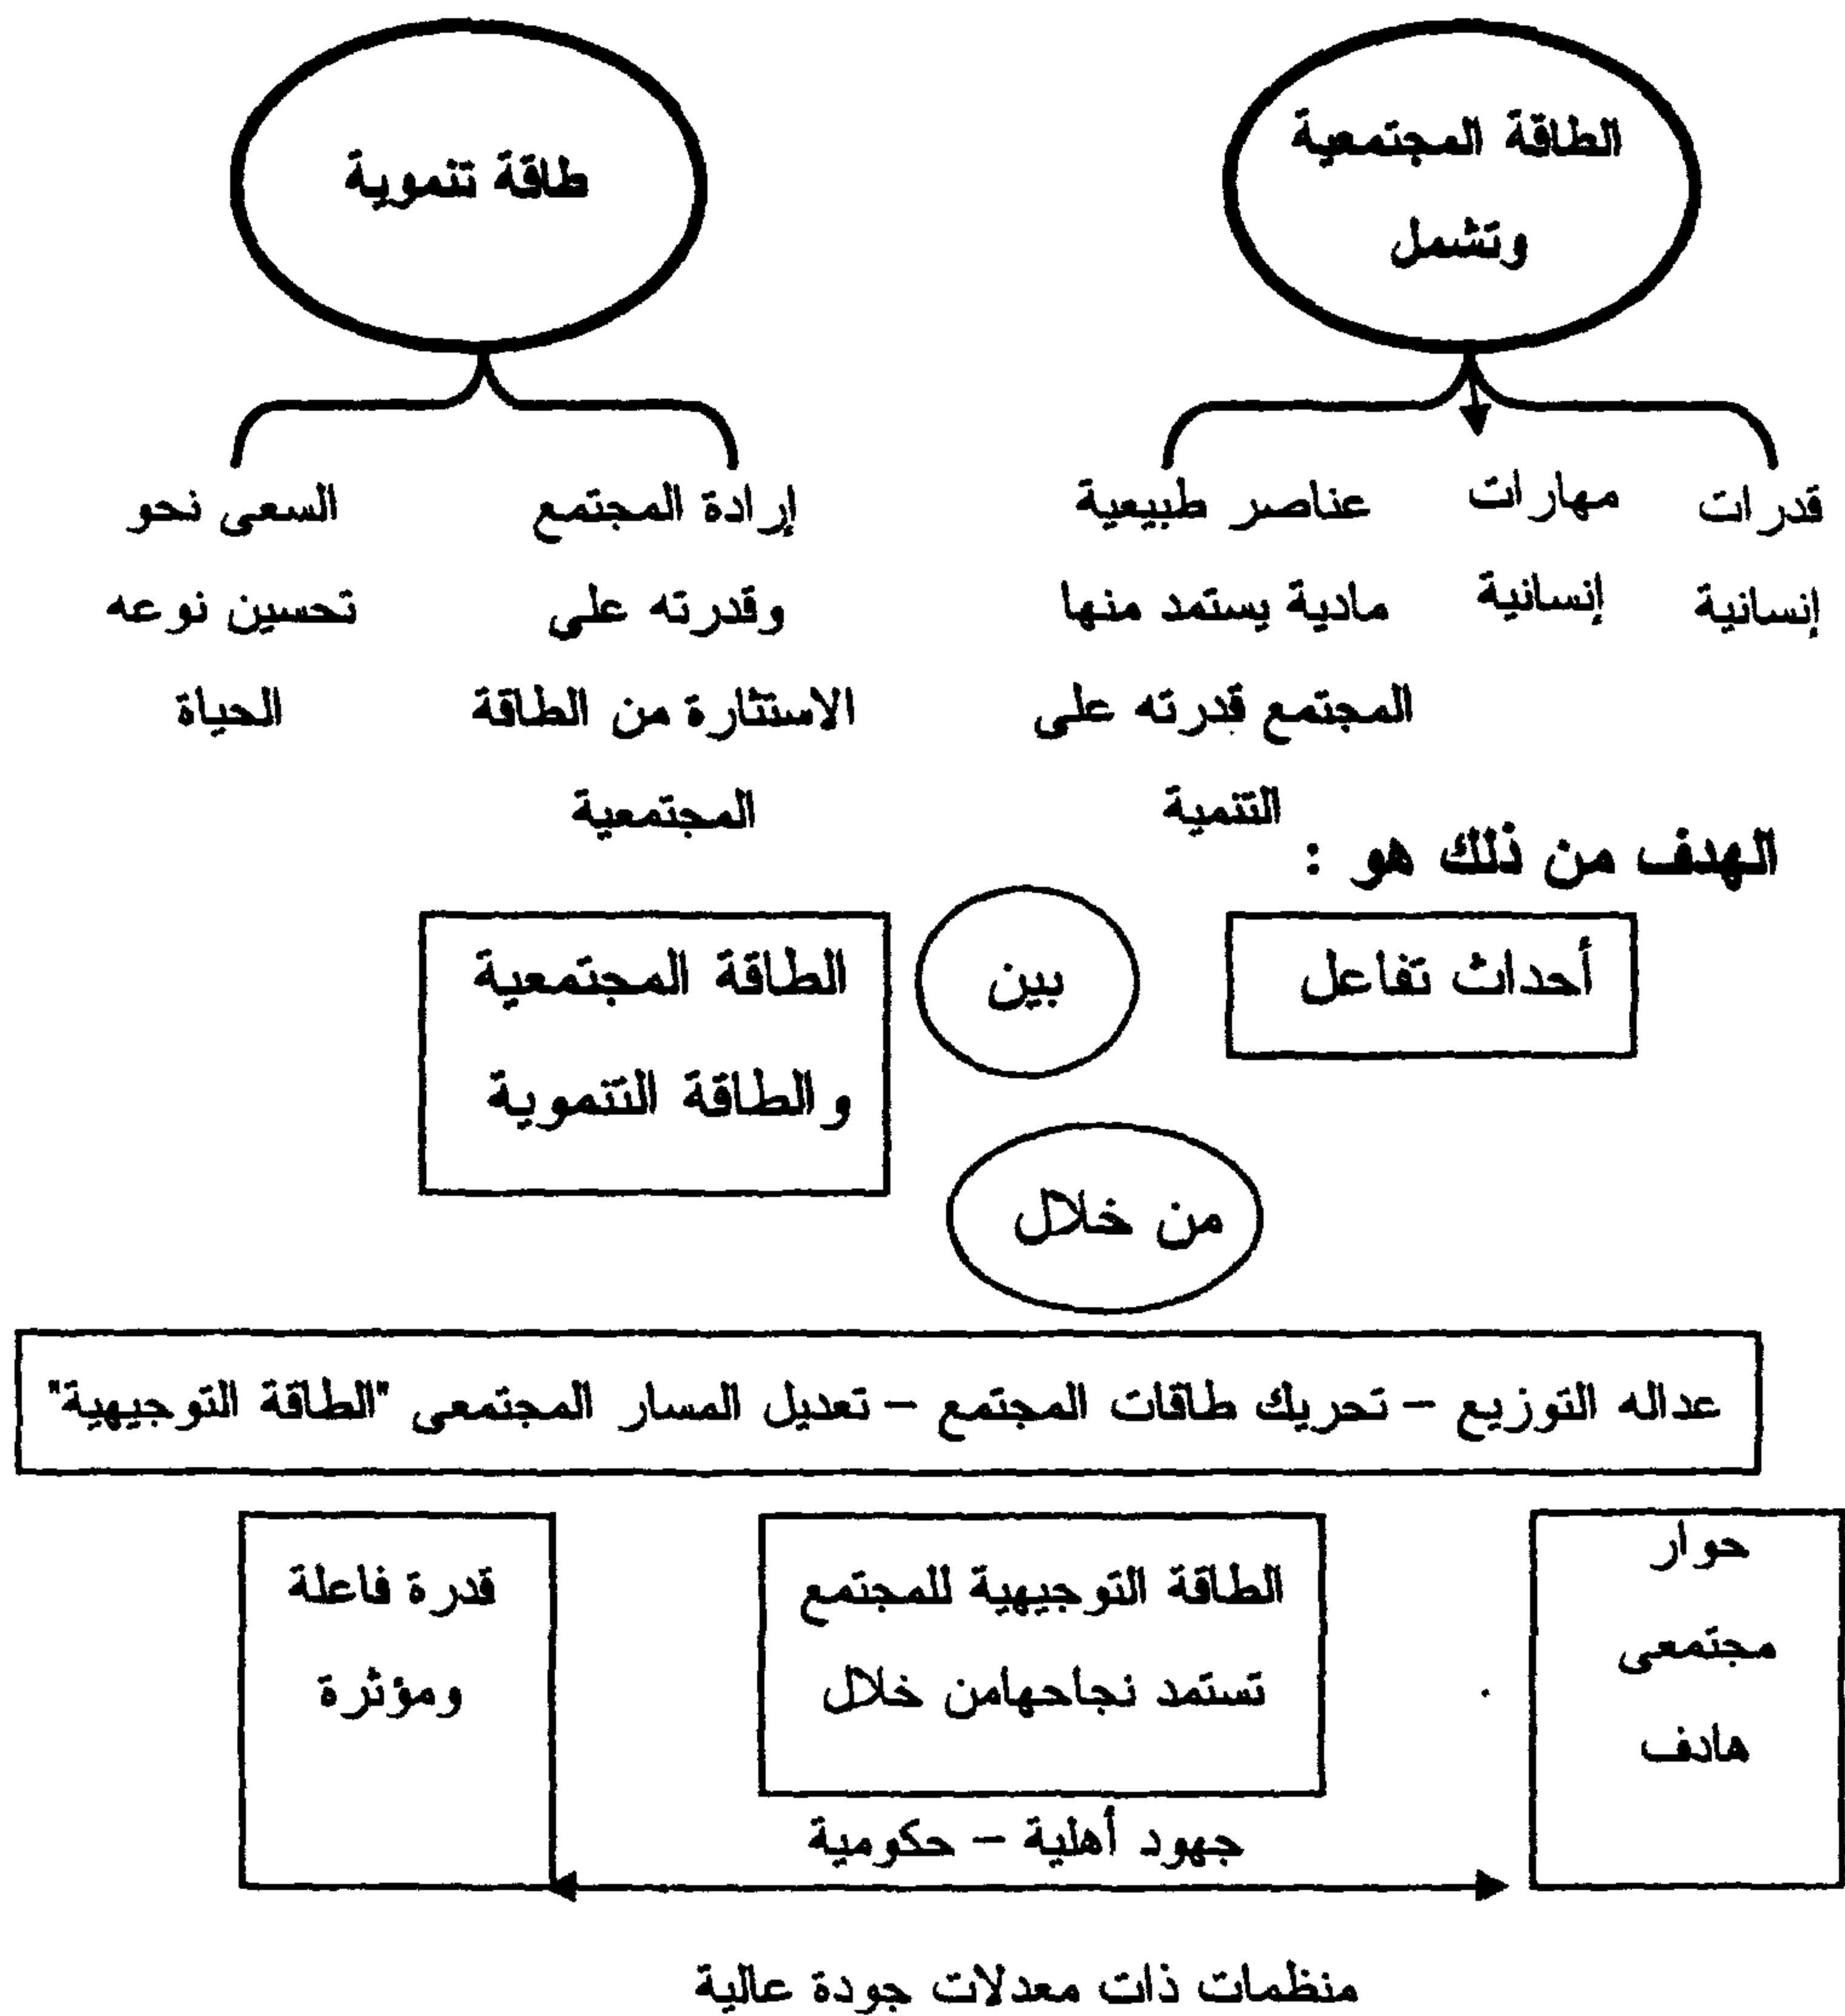 الطاقة المجتمعية
وتشمل
طاقة تنموية
قدرات
إنسانية
مهارات
إنسانية
عناصر طبيعية
مادية يستمد منها
المجتمع قدرته على
التنمية
إرادة المجتمع
وقدرته على
الاستثارة من الطاقة
المجتمعية
السعى نحو
تحسين نوعه
الحياة
الهدف من ذلك هو :
أحداث تفاعل
بين
الطاقة المجتمعية
والطاقة التنموية
من خلال
عداله التوزيع – تحريك طاقات المجتمع – تعديل المسار المجتمعى "الطاقة التوجيهية"
حوار
مجتمعى
هادف
الطاقة التوجيهية للمجتمع
تستمد نجاحهامن خلال
قدرة فاعلة
ومؤثرة
جهود أهلية – حكومية
منظمات ذات معدلات جودة عالية